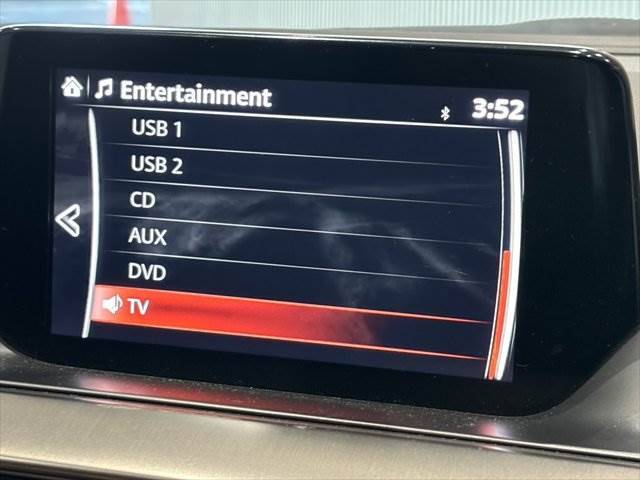 Entertainment
3:52
USB 1
USB 2
CD
AUX
DVD
TV